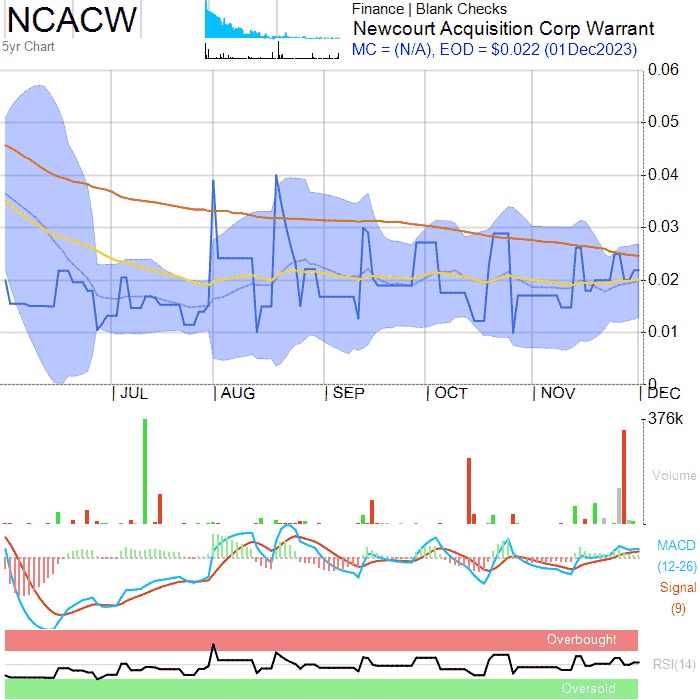 NCACW
5yr Chart
Finance | Blank Checks
Newcourt Acquisition Corp Warrant
MC = (N/A), EOD = $0.022 (01Dec2023)
0.06
0.05
0.04
0.03
0.02
0.01
0
JUL AUG SEP OCT NOV DEC
376k
Volume
MACD
(12-26)
Signal
(9)
Overbought
RSI(14)
Oversold